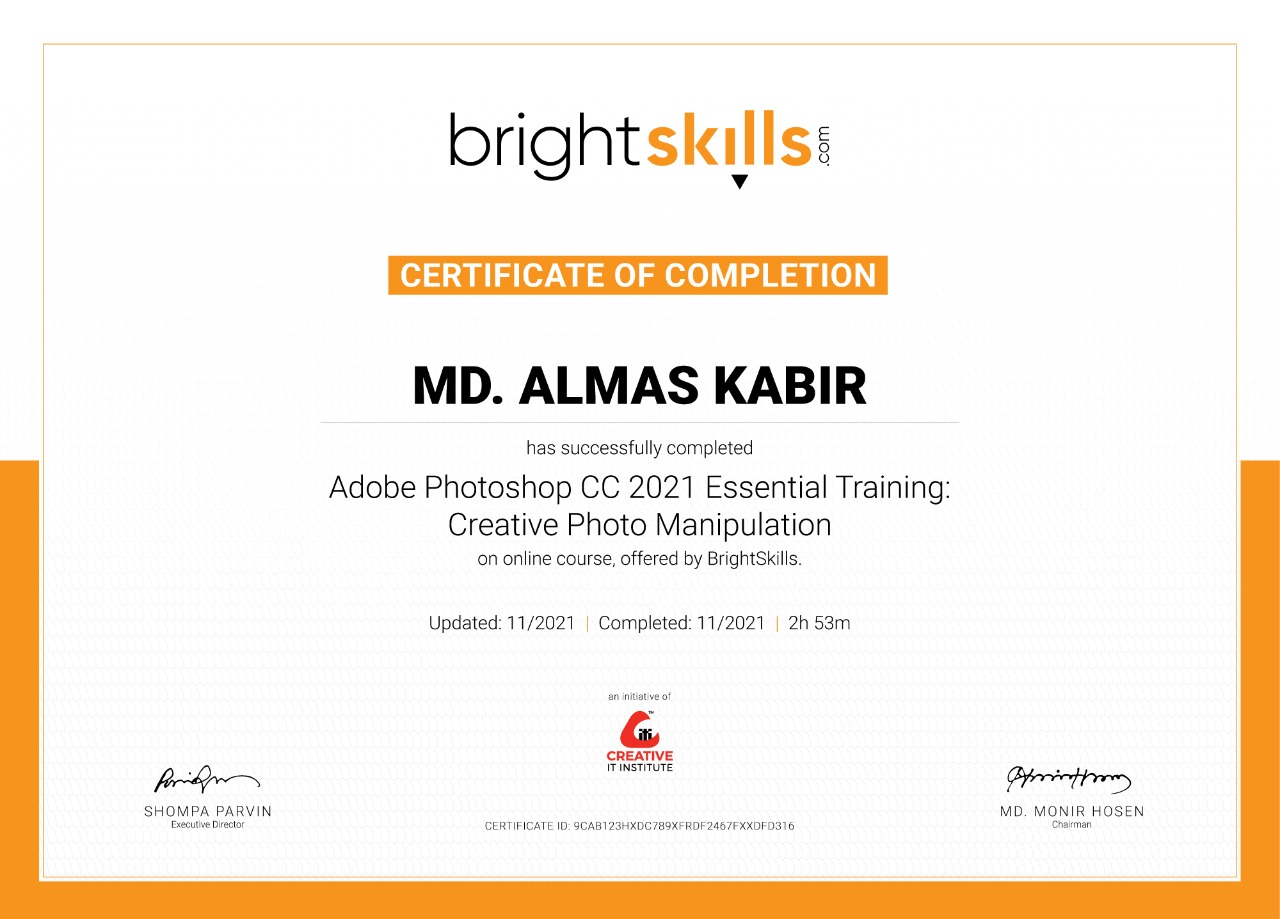 brightskills.com
CERTIFICATE OF COMPLETION
MD. ALMAS KABIR
has successfully completed
Adobe Photoshop CC 2021 Essential Training:
Creative Photo Manipulation
on online course, offered by BrightSkills.
Updated: 11/2021 | Completed: 11/2021 | 2h 53m
an initiative of
citi™
CREATIVE
IT INSTITUTE
SHOMPA PARVIN
Executive Director
CERTIFICATE ID: 9CAB123HXDC789XFRDF2467FXXDFD316
MD. MONIR HOSEN
Chairman